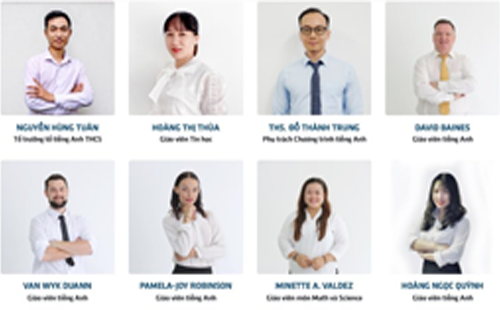 NGUYỄN HÙNG TUẤN
Tổ trưởng tổ tiếng Anh THCS
HOÀNG THỊ THÙA
Giáo viên Tin học
THS. ĐỖ THÀNH TRUNG
Phụ trách Chương trình tiếng Anh
DAVID BAINES
Giáo viên tiếng Anh
VAN WYK DUANN
Giáo viên tiếng Anh
PAMELA-JOY ROBINSON
Giáo viên tiếng Anh
MINETTE A. VALDEZ
Giáo viên môn Math và Science
HOÀNG NGỌC QUỲNH
Giáo viên tiếng Anh